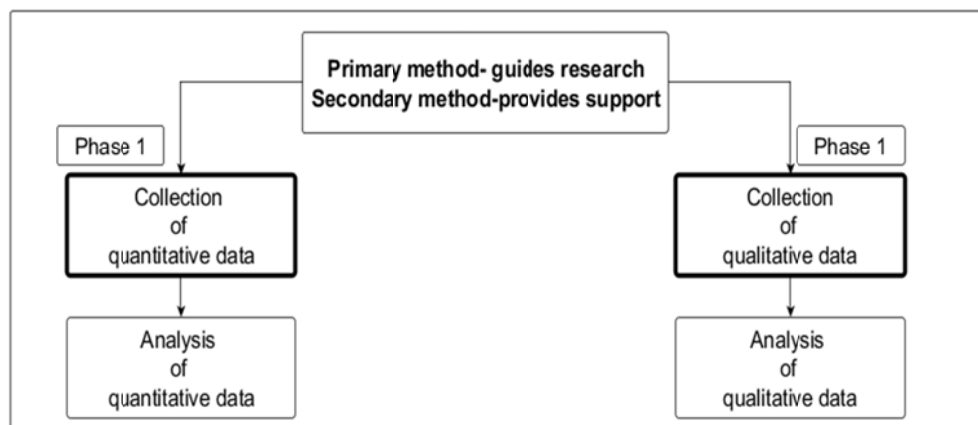 Primary method- guides research
Secondary method-provides support
Phase 1
Phase 1
Collection
of
quantitative data
Collection
of
qualitative data
Analysis
of
quantitative data
Analysis
of
qualitative data